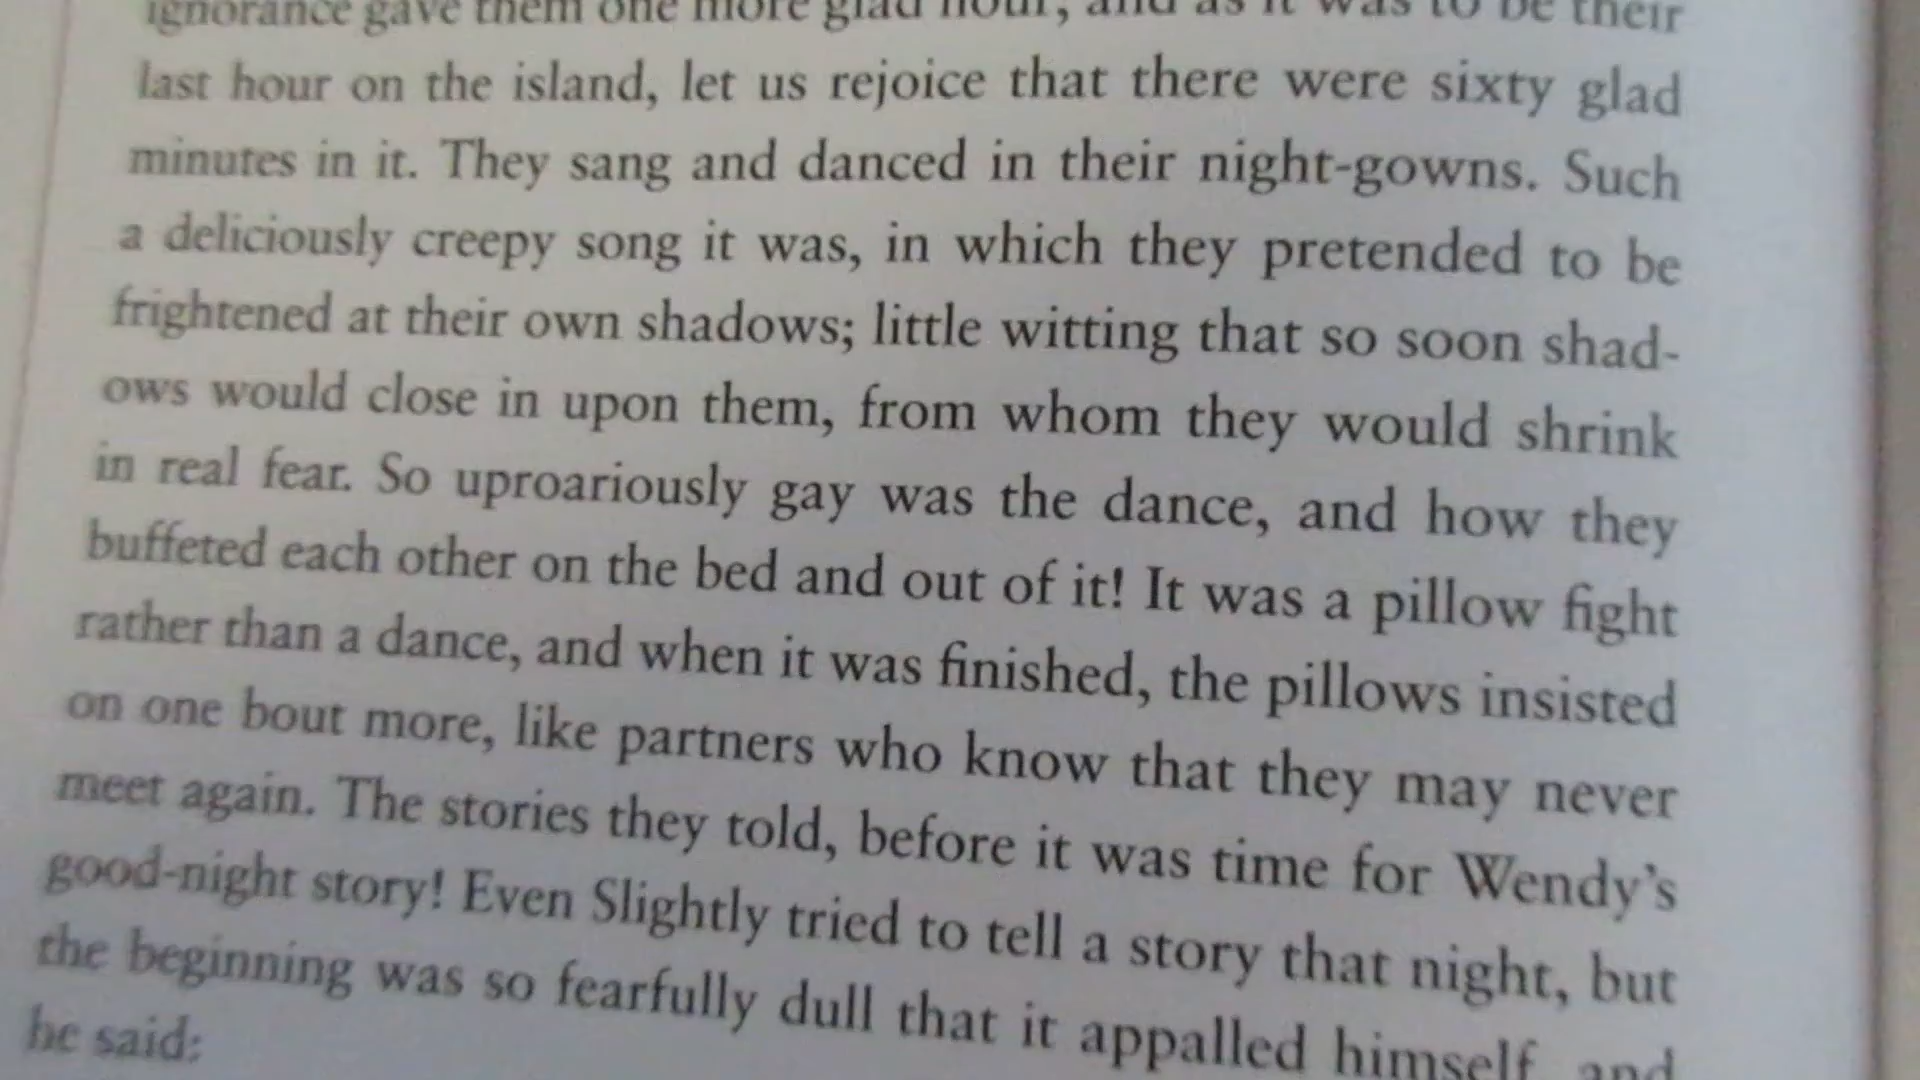 ignorance gave them one more glad hour; and as it was to be their
last hour on the island, let us rejoice that there were sixty glad
minutes in it. They sang and danced in their night-gowns. Such
a deliciously creepy song it was, in which they pretended to be
frightened at their own shadows; little witting that so soon shad-
ows would close in upon them, from whom they would shrink
in real fear. So uproariously gay was the dance, and how they
buffeted each other on the bed and out of it! It was a pillow fight
rather than a dance, and when it was finished, the pillows insisted
on one bout more, like partners who know that they may never
meet again. The stories they told, before it was time for Wendy's
good-night story! Even Slightly tried to tell a story that night, but
the beginning was so fearfully dull that it appalled himself, and
he said: